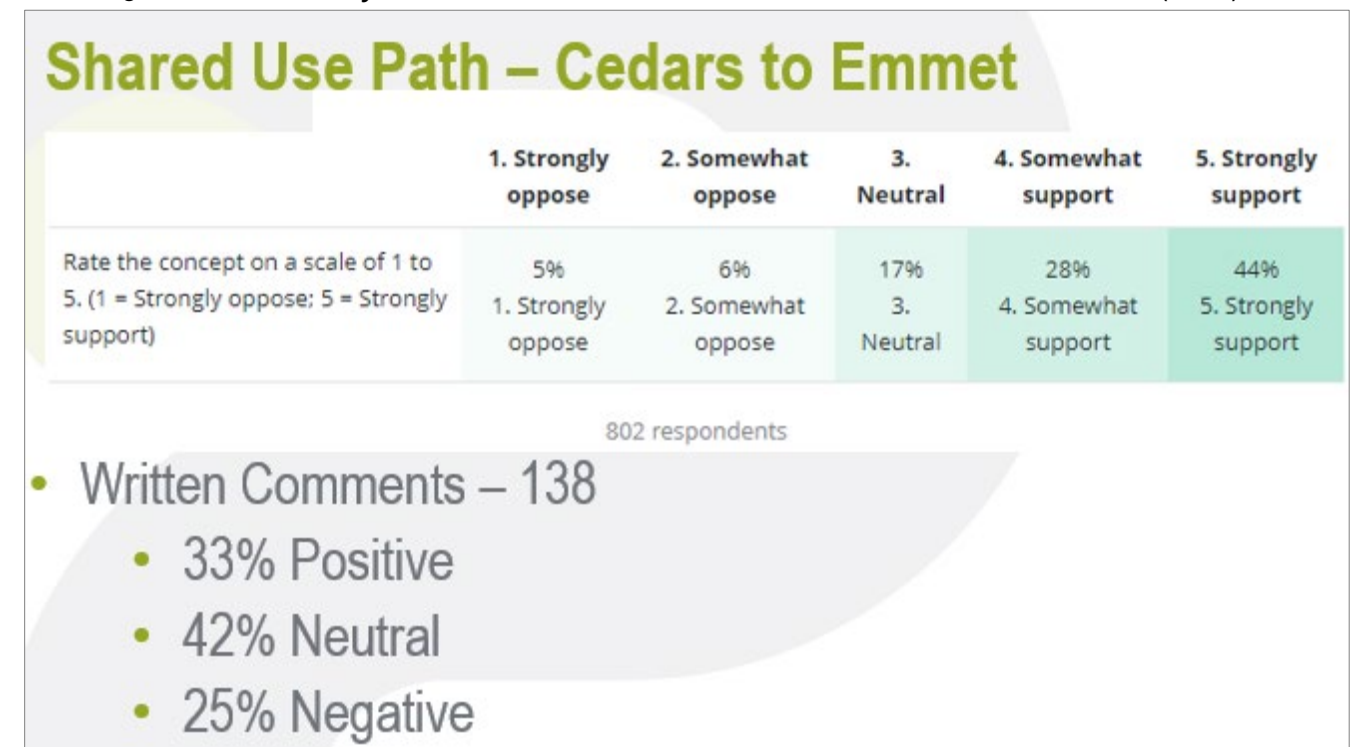 Shared Use Path – Cedars to Emmet
1. Strongly oppose
2. Somewhat oppose
3. Neutral
4. Somewhat support
5. Strongly support
Rate the concept on a scale of 1 to
5. (1 = Strongly oppose; 5 = Strongly
support)
5%
1. Strongly
oppose
6%
2. Somewhat
oppose
17%
3.
Neutral
28%
4. Somewhat
support
44%
5. Strongly
support
802 respondents
• Written Comments – 138
• 33% Positive
• 42% Neutral
• 25% Negative